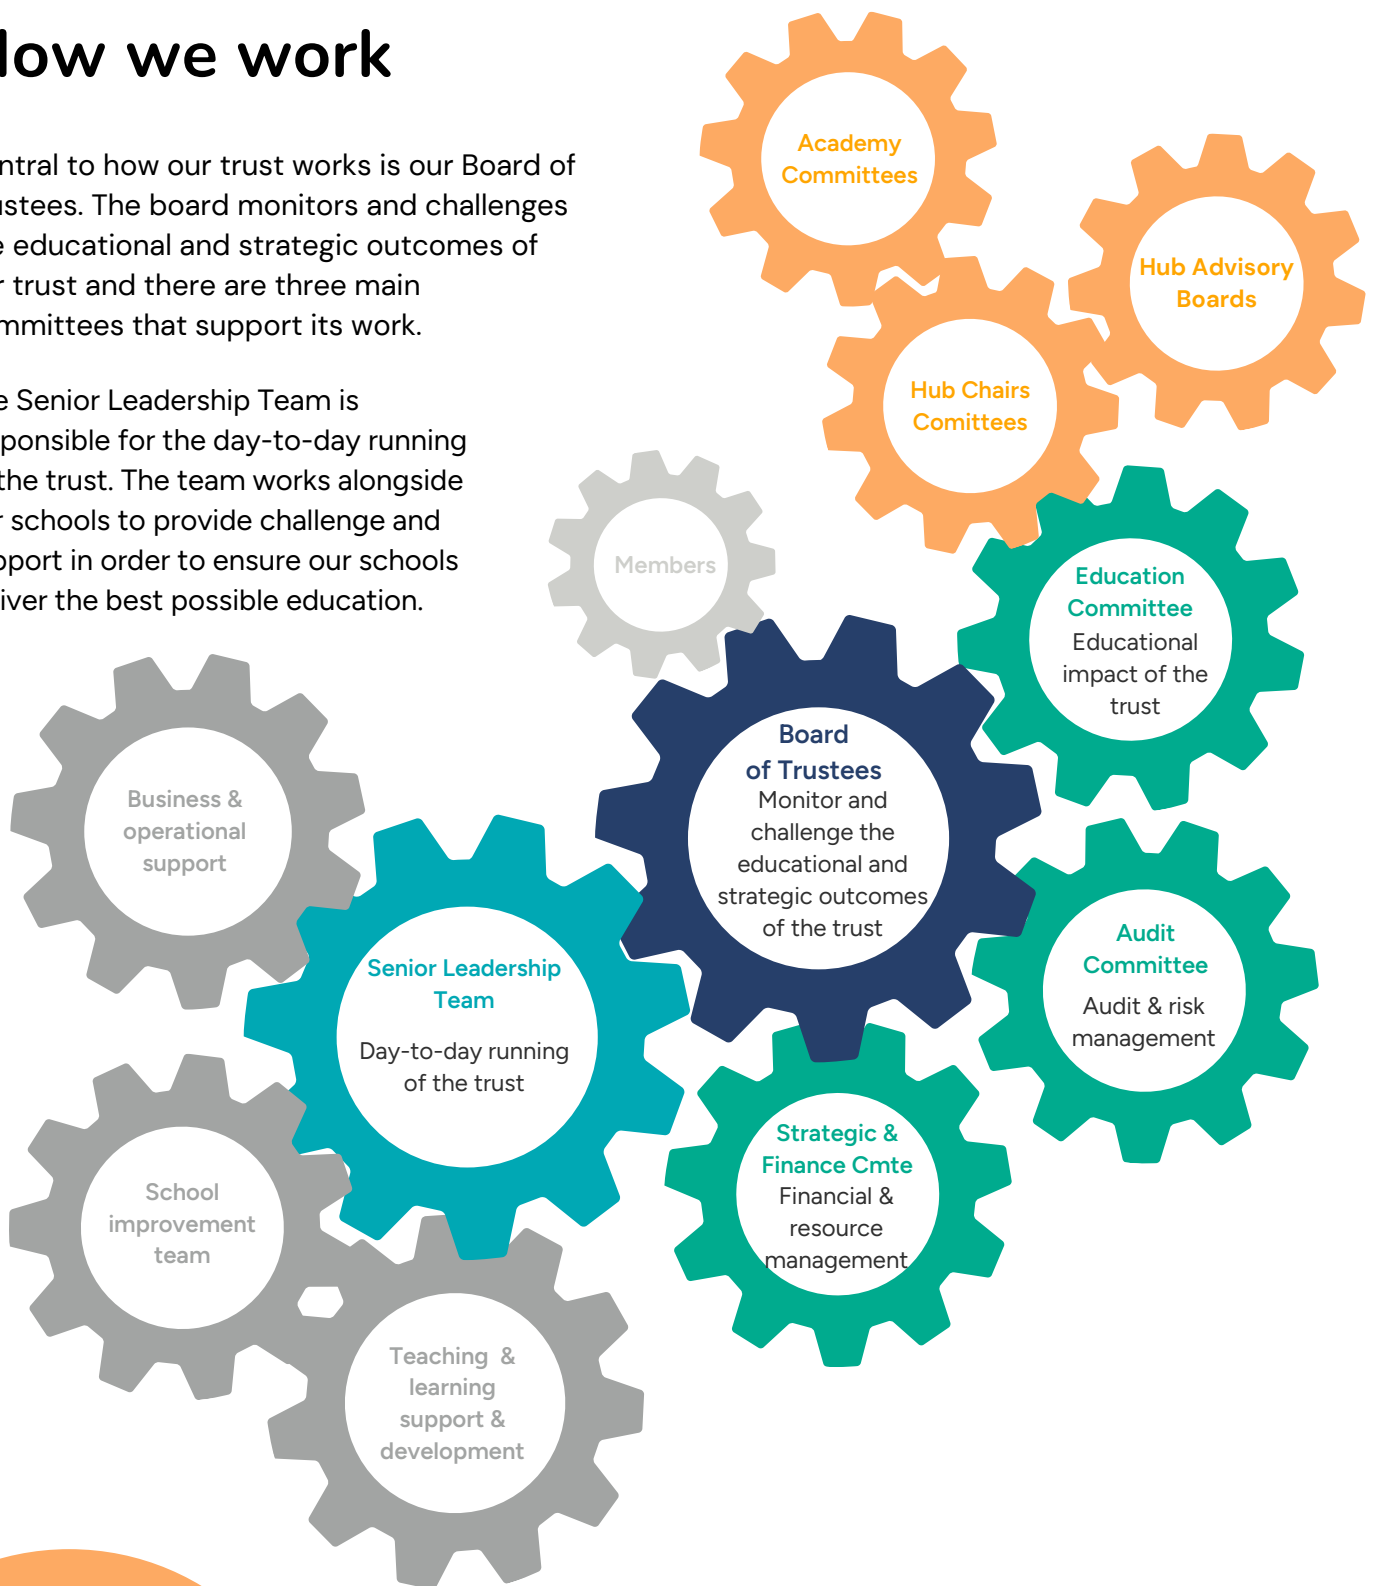 How we work
ntral to how our trust works is our Board of
ustees. The board monitors and challenges
e educational and strategic outcomes of
r trust and there are three main
mmittees that support its work.
e Senior Leadership Team is
ponsible for the day-to-day running
the trust. The team works alongside
r schools to provide challenge and
pport in order to ensure our schools
iver the best possible education.
Academy
Committees
Hub Advisory
Boards
Hub Chairs
Comittees
Members
Education
Committee
Educational
impact of the
trust
Board
of Trustees
Monitor and
challenge the
educational and
strategic outcomes
of the trust
Business &
operational
support
Audit
Committee
Audit & risk
management
Senior Leadership
Team
Day-to-day running
of the trust
Strategic &
Finance Cmte
Financial &
resource
management
School
improvement
team
Teaching  &
learning
support &
development